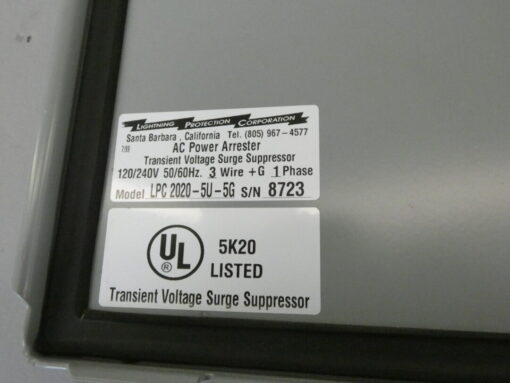 LIGHTNING PROTECTION CORPORATION
Santa Barbara , California Tel. (805) 967-4577
7/99 AC Power Arrester
Transient Voltage Surge Suppressor
120/240V 50/60Hz. 3 Wire +G 1 Phase
Model LPC 2020-5U-5G S/N 8723
UL ® 5K20
LISTED
Transient Voltage Surge Suppressor